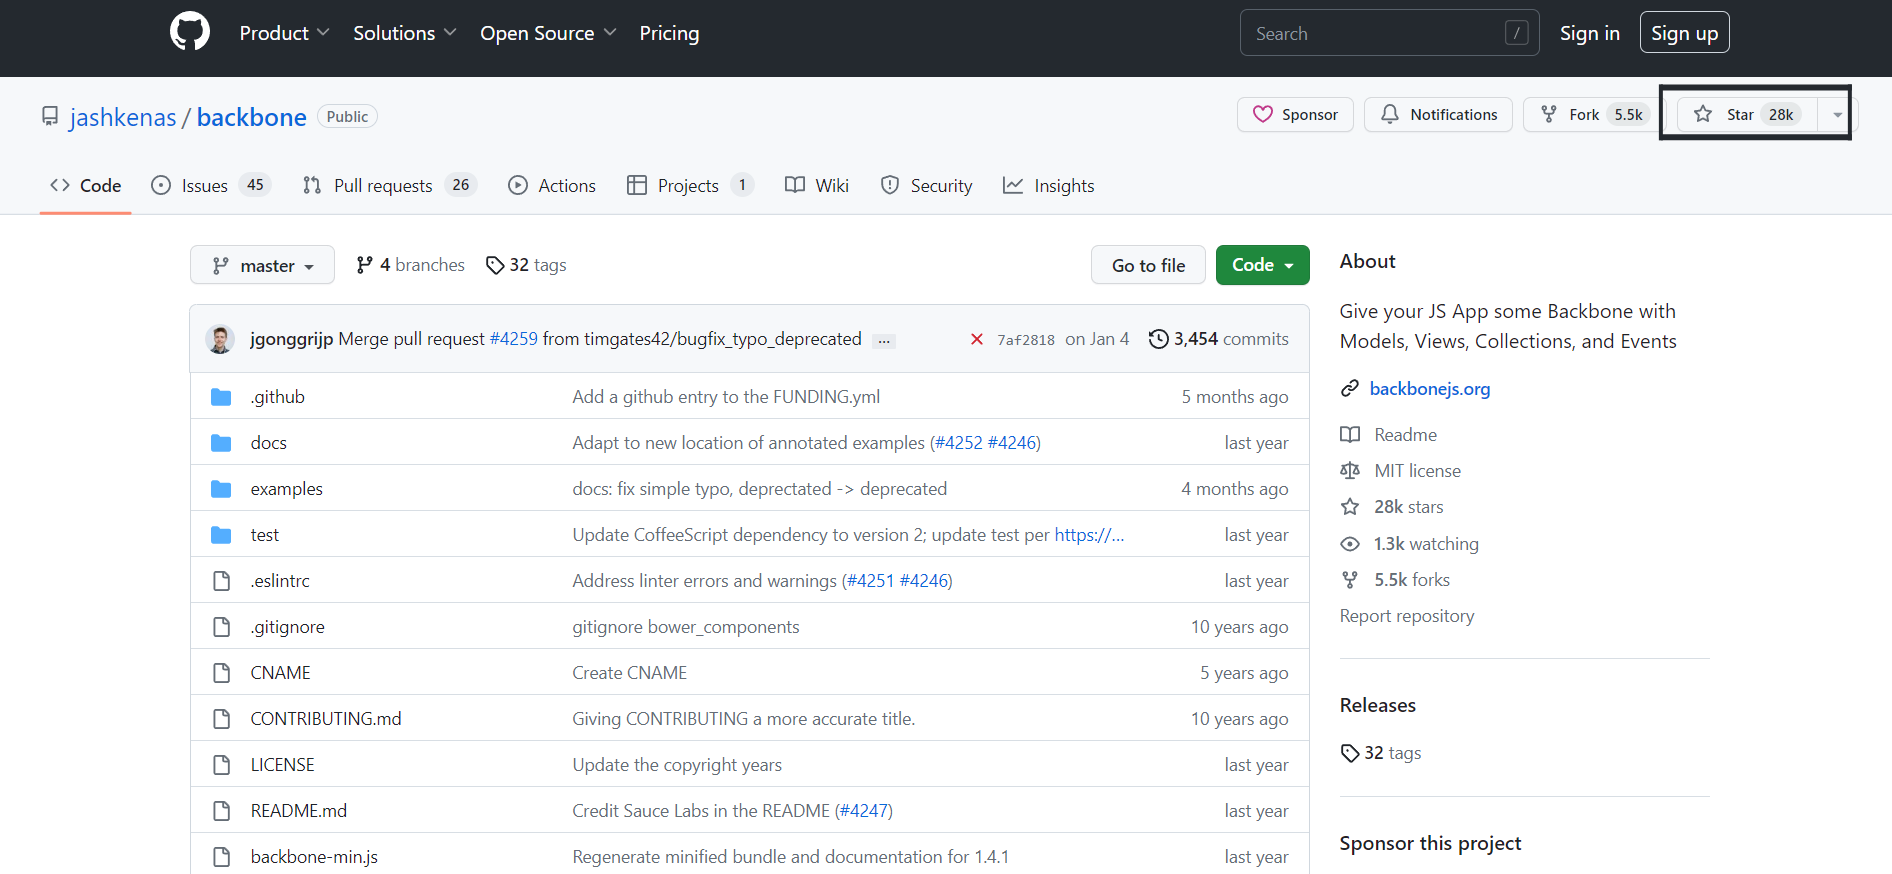 Product Solutions Open Source Pricing Search / Sign in Sign up
jashkenas / backbone Public Sponsor Notifications Fork 5.5k Star 28k
Code Issues 45 Pull requests 26 Actions Projects 1 Wiki Security Insights
master 4 branches 32 tags Go to file Code
jgonggrijp Merge pull request #4259 from timgates42/bugfix_typo_deprecated ... 7af2818 on Jan 4 3,454 commits
.github Add a github entry to the FUNDING.yml 5 months ago
docs Adapt to new location of annotated examples (#4252 #4246) last year
examples docs: fix simple typo, deprectated -> deprecated 4 months ago
test Update CoffeeScript dependency to version 2; update test per https://... last year
.eslintrc Address linter errors and warnings (#4251 #4246) last year
.gitignore gitignore bower_components 10 years ago
CNAME Create CNAME 5 years ago
CONTRIBUTING.md Giving CONTRIBUTING a more accurate title. 10 years ago
LICENSE Update the copyright years last year
README.md Credit Sauce Labs in the README (#4247) last year
backbone-min.js Regenerate minified bundle and documentation for 1.4.1 last year
About
Give your JS App some Backbone with
Models, Views, Collections, and Events
backbonejs.org
Readme
MIT license
28k stars
1.3k watching
5.5k forks
Report repository
Releases
32 tags
Sponsor this project